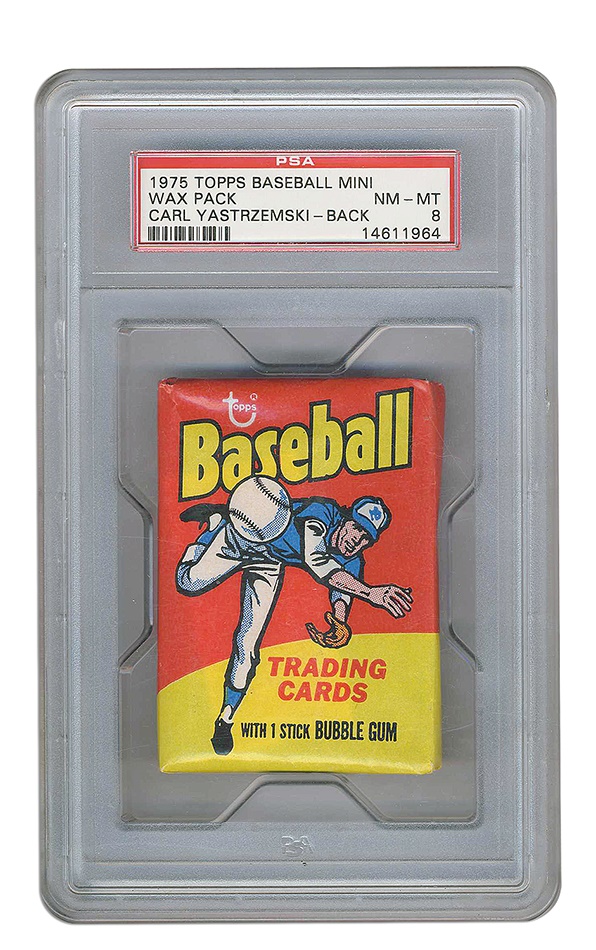 PSA
1975 TOPPS BASEBALL MINI
WAX PACK NM - MT
CARL YASTRZEMSKI - BACK 8
14611964
Topps ®
Baseball
TRADING
CARDS
WITH 1 STICK BUBBLE GUM
PSA